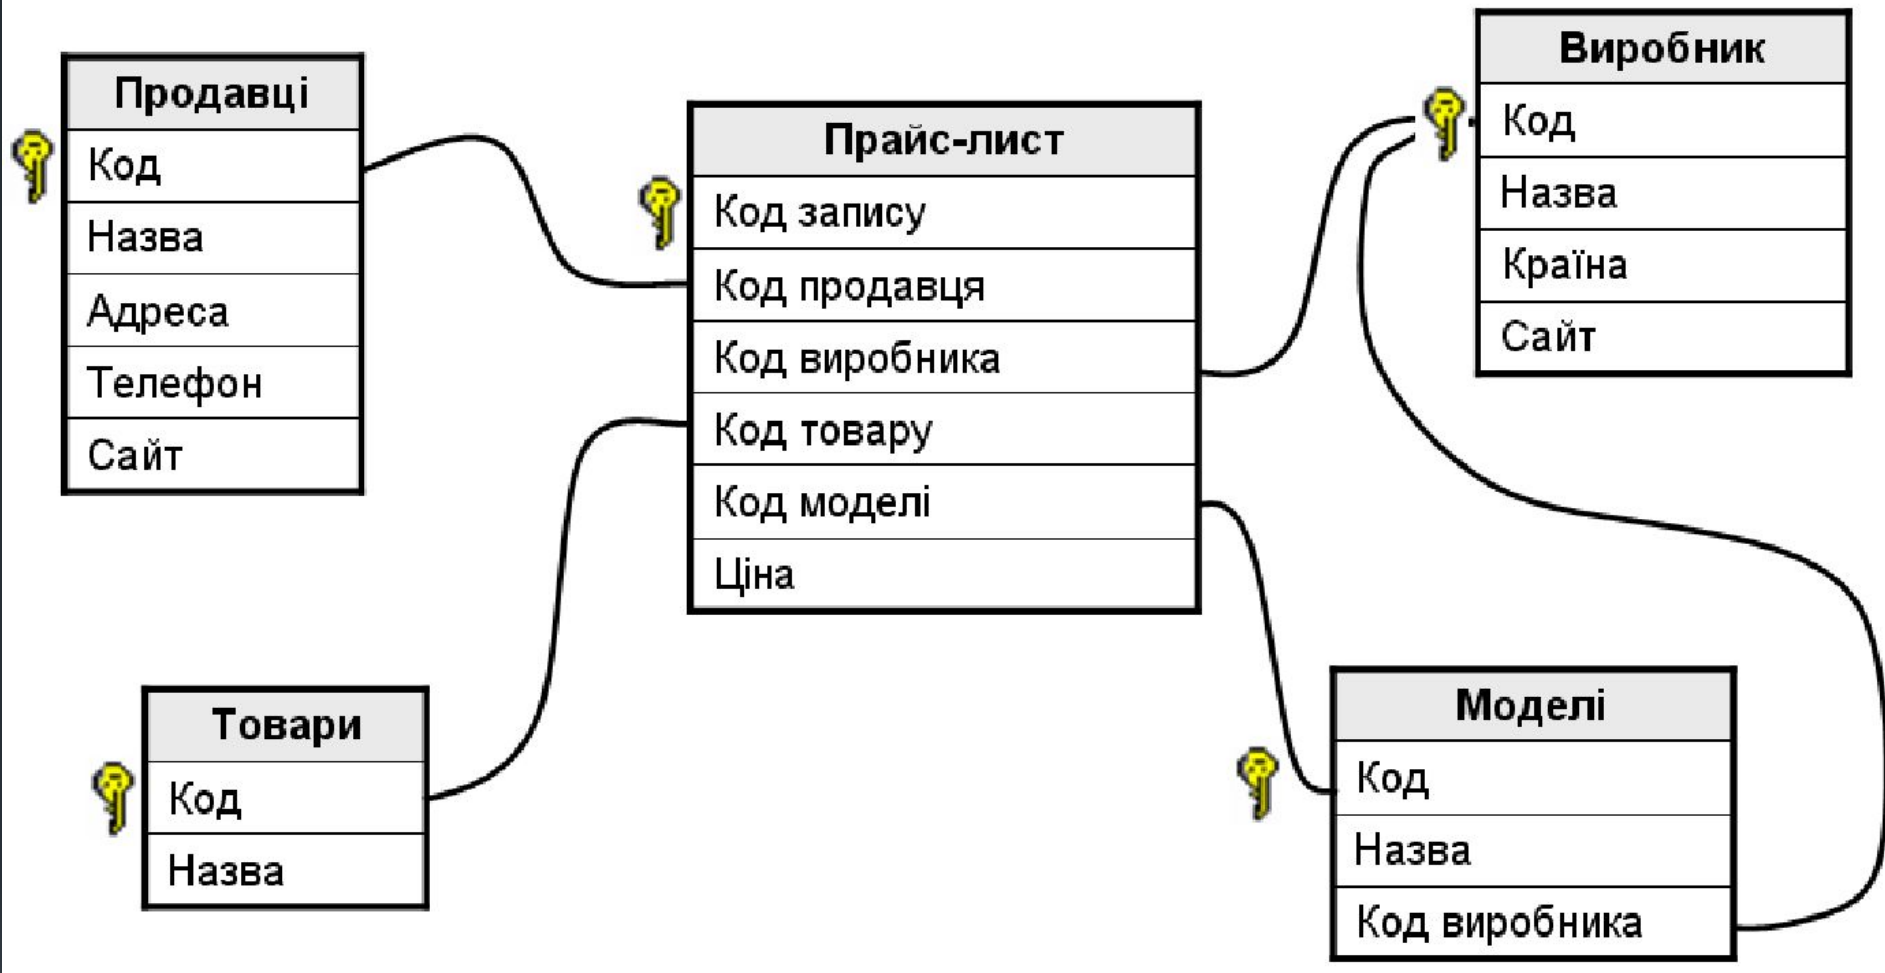 Продавці
Код
Назва
Адреса
Телефон
Сайт
Прайс-лист
Код запису
Код продавця
Код виробника
Код товару
Код моделі
Ціна
Виробник
Код
Назва
Країна
Сайт
Товари
Код
Назва
Моделі
Код
Назва
Код виробника